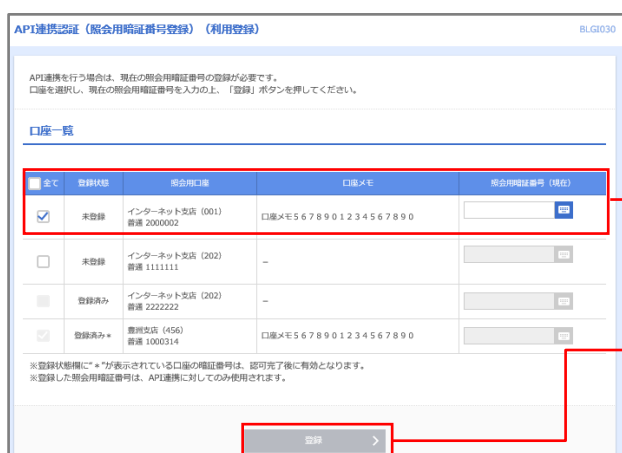 API連携認証（照会用暗証番号登録）（利用登録）
BLGI030
API連携を行う場合は、現在の照会用暗証番号の登録が必要です。
口座を選択し、現在の照会用暗証番号を入力の上、「登録」ボタンを押してください。
口座一覧
全て 登録状態 照会用口座 口座メモ 照会用暗証番号（現在）
未登録 インターネット支店（001）
普通 2000002
口座メモ５６７８９０１２３４５６７８９０
未登録 インターネット支店（202）
普通 1111111
－
登録済み インターネット支店（202）
普通 2222222
－
登録済み＊ 豊洲支店（456）
普通 1000314
口座メモ５６７８９０１２３４５６７８９０
※登録状態欄に"＊"が表示されている口座の暗証番号は、認可完了後に有効となります。
※登録した照会用暗証番号は、API連携に対してのみ使用されます。
登録